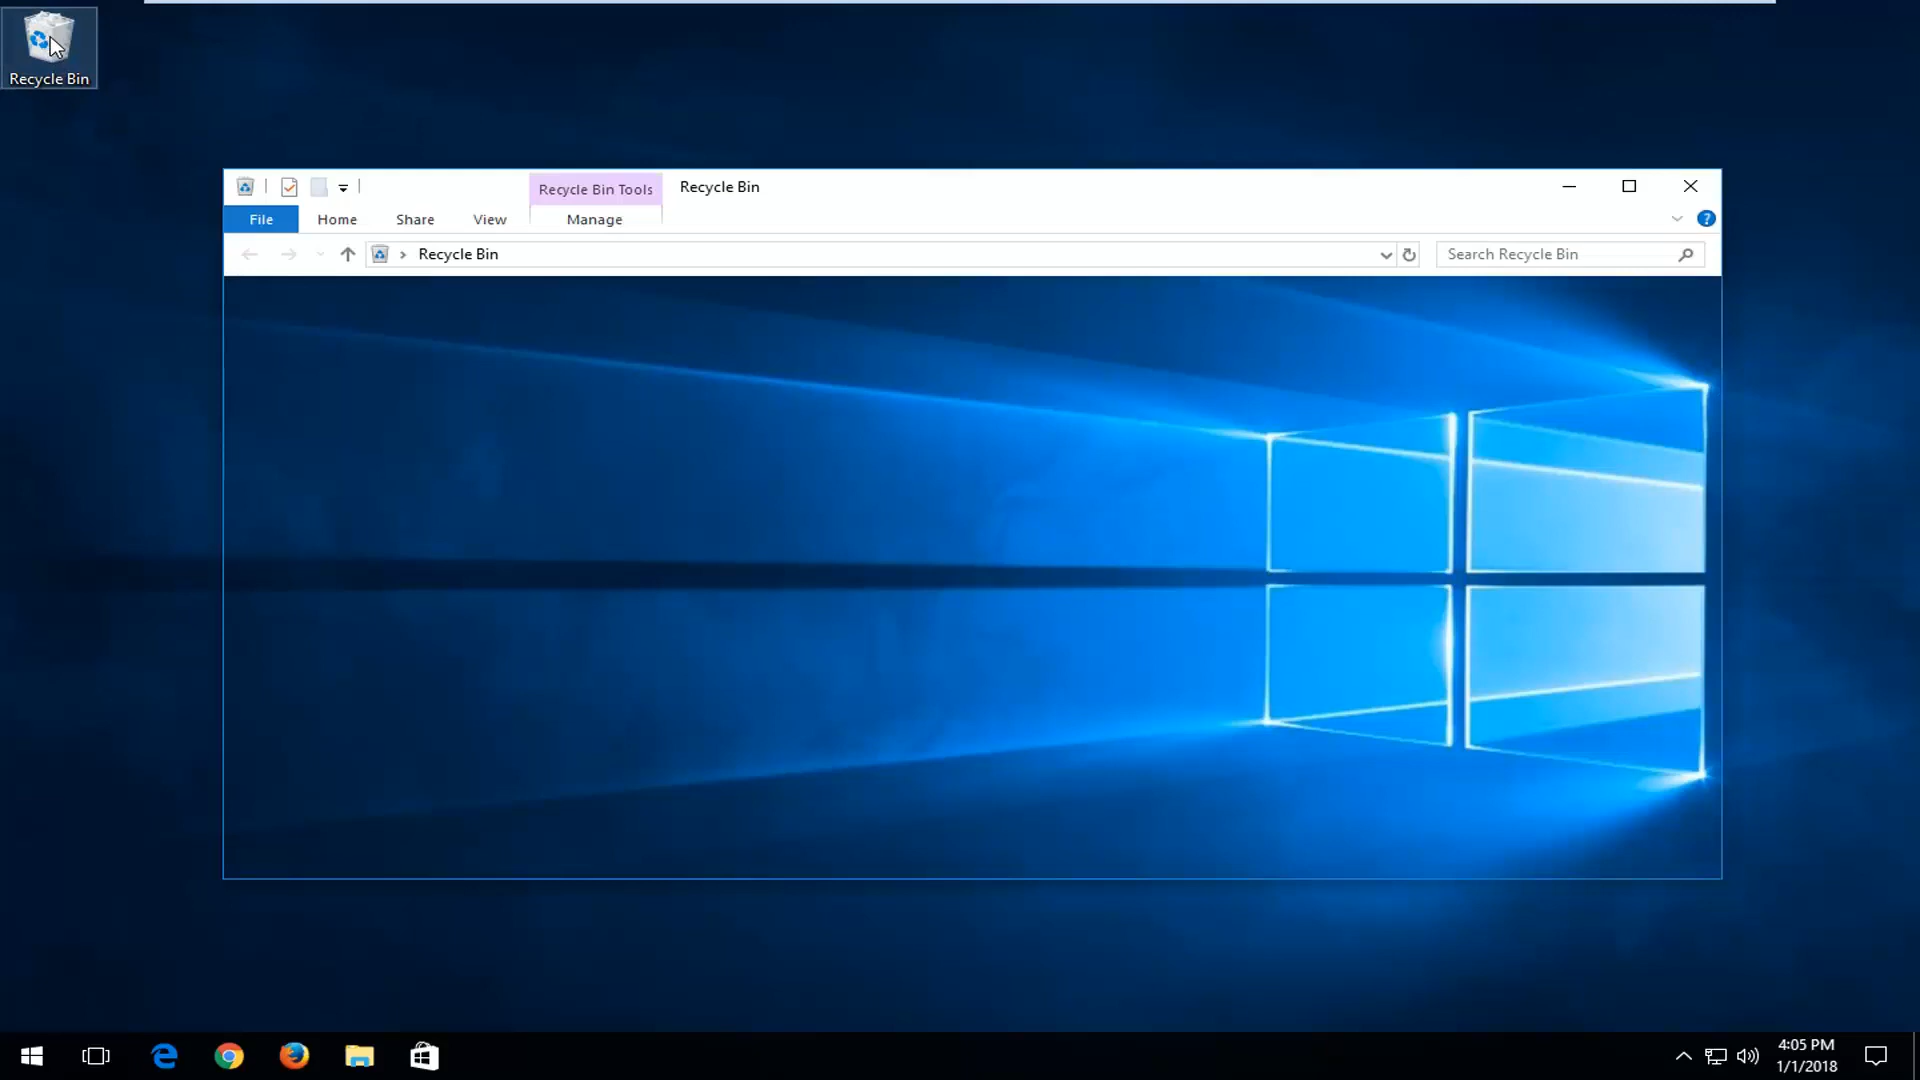 Recycle Bin
Recycle Bin Tools
Recycle Bin
File
Home
Share
View
Manage
?
Recycle Bin
Search Recycle Bin
4:05 PM
1/1/2018